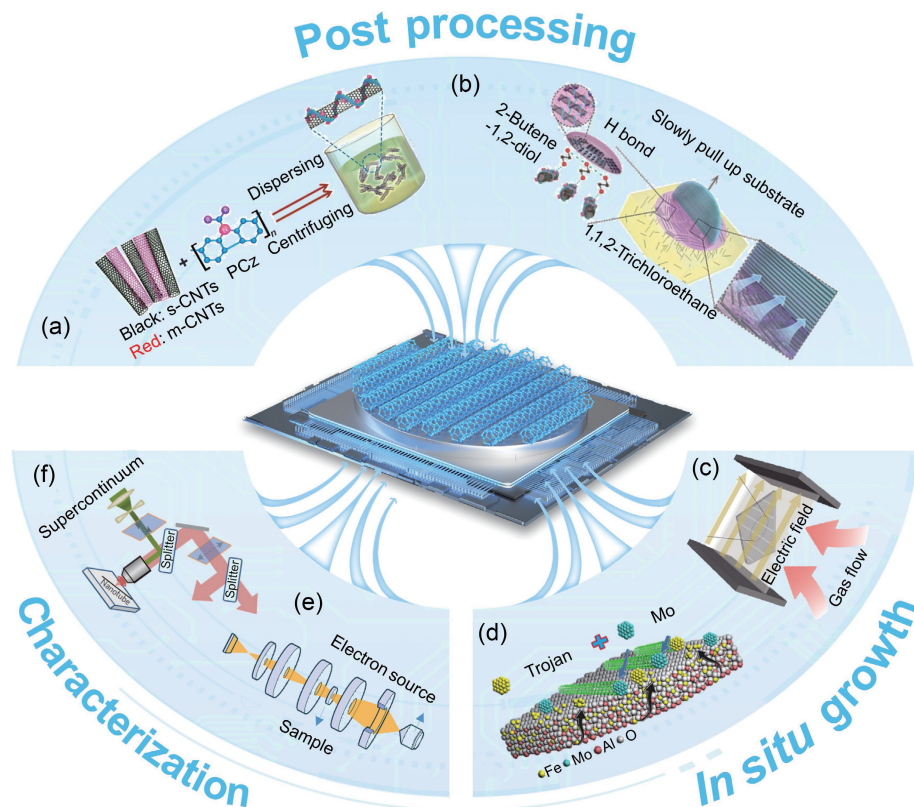 Post processing
(a)
Black: s-CNTs
Red: m-CNTs
+
[ ]n
PCz
Dispersing
Centrifuging
(b)
2-Butene
-1,2-diol
H bond
Slowly pull up substrate
1,1,2-Trichloroethane
(c)
Electric field
Gas flow
(d)
Trojan
Mo
Fe Mo Al O
In situ growth
(e)
Electron source
Sample
(f)
Supercontinuum
Splitter
Splitter
Nanotube
Characterization